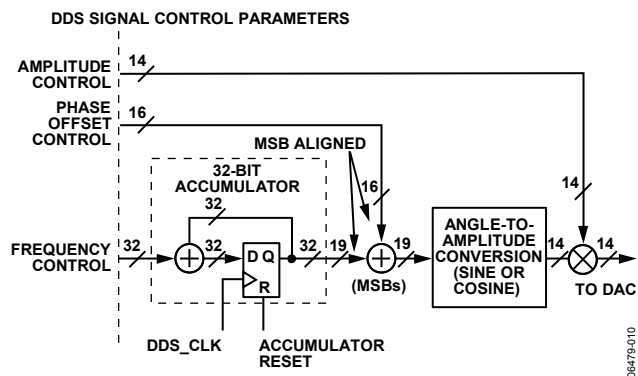 DDS SIGNAL CONTROL PARAMETERS
AMPLITUDE
CONTROL
14
PHASE
OFFSET
CONTROL
16
MSB ALIGNED
32-BIT
ACCUMULATOR
32
16
14
FREQUENCY
CONTROL
32
32
D Q
R
32
19
19
(MSBs)
ANGLE-TO-
AMPLITUDE
CONVERSION
(SINE OR
COSINE)
14
14
TO DAC
DDS_CLK
ACCUMULATOR
RESET
06479-010